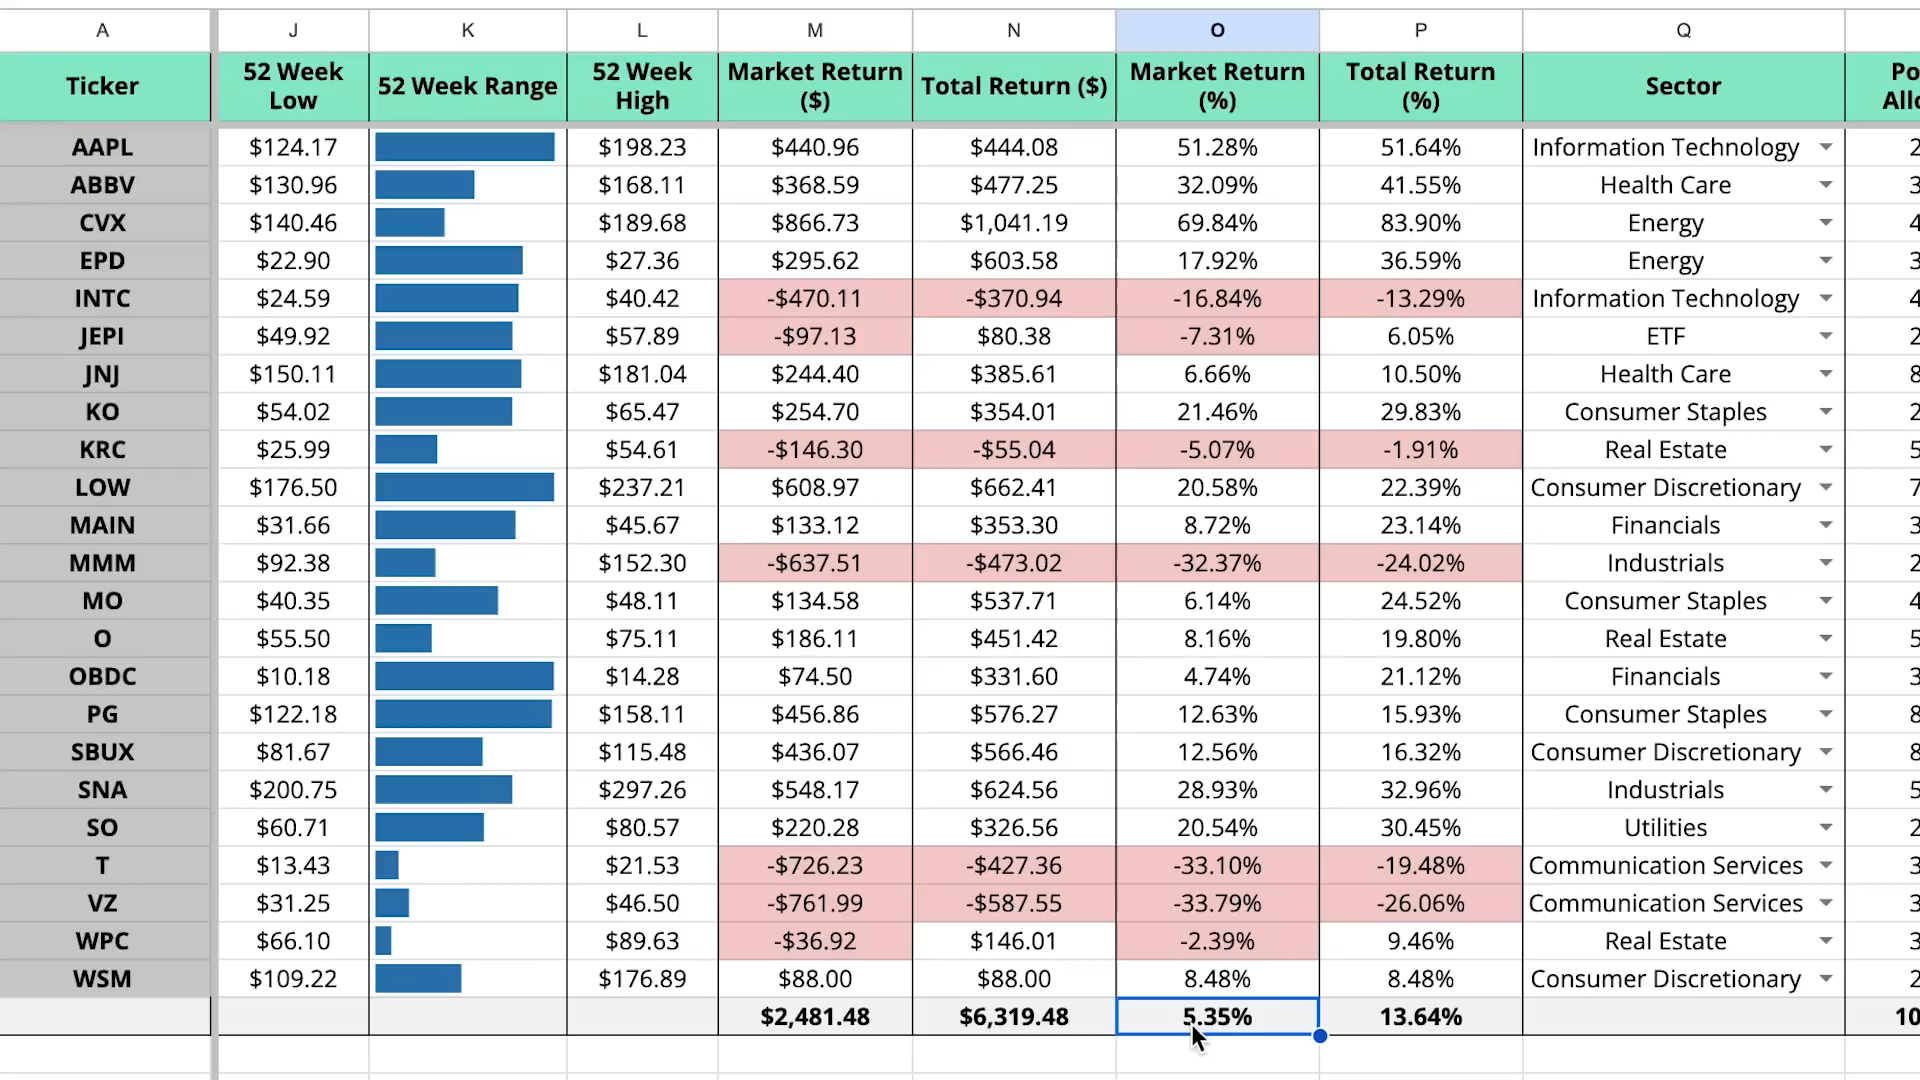 A J K L M N O P Q
Ticker 52 Week Low 52 Week Range 52 Week High Market Return ($) Total Return ($) Market Return (%) Total Return (%) Sector
AAPL $124.17 $198.23 $440.96 $444.08 51.28% 51.64% Information Technology 2
ABBV $130.96 $168.11 $368.59 $477.25 32.09% 41.55% Health Care 3
CVX $140.46 $189.68 $866.73 $1,041.19 69.84% 83.90% Energy 4
EPD $22.90 $27.36 $295.62 $603.58 17.92% 36.59% Energy 3
INTC $24.59 $40.42 -$470.11 -$370.94 -16.84% -13.29% Information Technology 4
JEPI $49.92 $57.89 -$97.13 $80.38 -7.31% 6.05% ETF 2
JNJ $150.11 $181.04 $244.40 $385.61 6.66% 10.50% Health Care 8
KO $54.02 $65.47 $254.70 $354.01 21.46% 29.83% Consumer Staples 2
KRC $25.99 $54.61 -$146.30 -$55.04 -5.07% -1.91% Real Estate 5
LOW $176.50 $237.21 $608.97 $662.41 20.58% 22.39% Consumer Discretionary 7
MAIN $31.66 $45.67 $133.12 $353.30 8.72% 23.14% Financials 3
MMM $92.38 $152.30 -$637.51 -$473.02 -32.37% -24.02% Industrials 2
MO $40.35 $48.11 $134.58 $537.71 6.14% 24.52% Consumer Staples 4
O $55.50 $75.11 $186.11 $451.42 8.16% 19.80% Real Estate 5
OBDC $10.18 $14.28 $74.50 $331.60 4.74% 21.12% Financials 3
PG $122.18 $158.11 $456.86 $576.27 12.63% 15.93% Consumer Staples 8
SBUX $81.67 $115.48 $436.07 $566.46 12.56% 16.32% Consumer Discretionary 8
SNA $200.75 $297.26 $548.17 $624.56 28.93% 32.96% Industrials 5
SO $60.71 $80.57 $220.28 $326.56 20.54% 30.45% Utilities 2
T $13.43 $21.53 -$726.23 -$427.36 -33.10% -19.48% Communication Services 3
VZ $31.25 $46.50 -$761.99 -$587.55 -33.79% -26.06% Communication Services 3
WPC $66.10 $89.63 -$36.92 $146.01 -2.39% 9.46% Real Estate 3
WSM $109.22 $176.89 $88.00 $88.00 8.48% 8.48% Consumer Discretionary 2
$2,481.48 $6,319.48 5.35% 13.64% 10